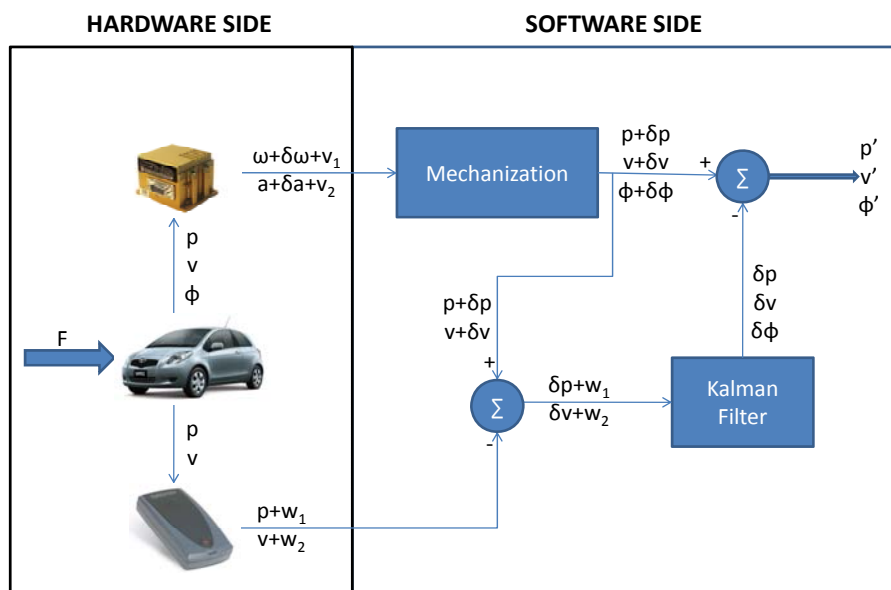 HARDWARE SIDE
SOFTWARE SIDE
ω+δω+v₁
a+δa+v₂
Mechanization
p+δp
v+δv
ϕ+δϕ
+
Σ
-
p’
v’
ϕ’
p
v
ϕ
F
p+δp
v+δv
+
Σ
-
δp+w₁
δv+w₂
Kalman
Filter
δp
δv
δϕ
p
v
p+w₁
v+w₂